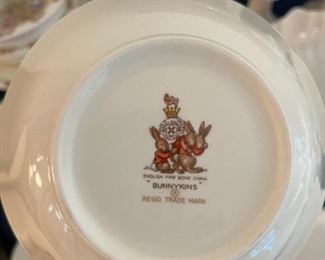 ENGLISH FINE BONE CHINA
"BUNNYKINS"
®
REGD. TRADE MARK